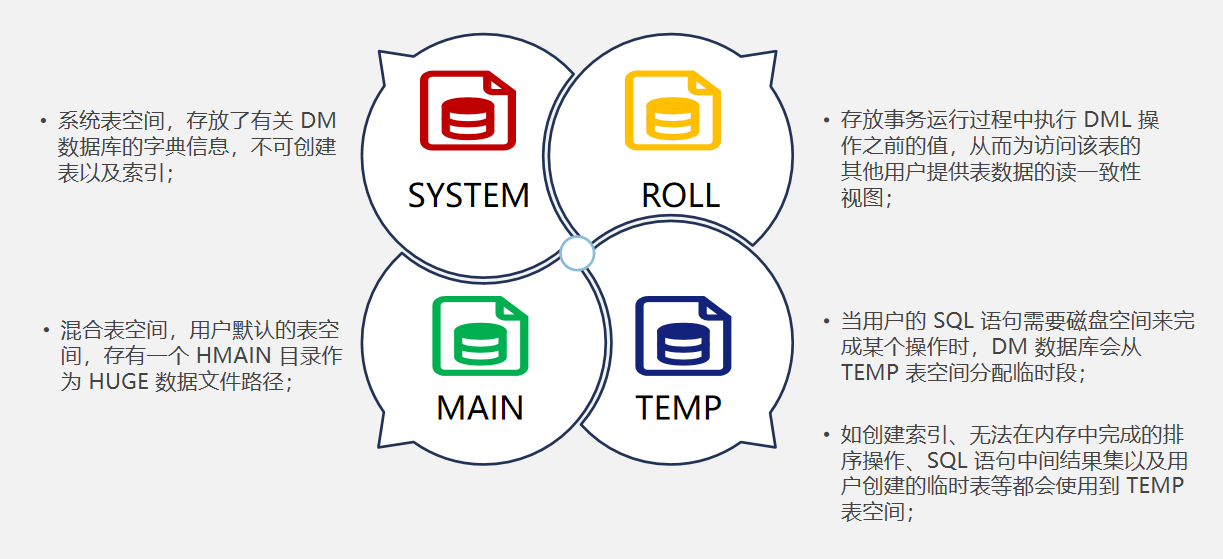 • 系统表空间，存放了有关 DM
数据库的字典信息，不可创建
表以及索引；
SYSTEM
ROLL
• 存放事务运行过程中执行 DML 操
作之前的值，从而为访问该表的
其他用户提供表数据的读一致性
视图；
• 混合表空间，用户默认的表空
间，存有一个 HMAIN 目录作
为 HUGE 数据文件路径；
MAIN
TEMP
• 当用户的 SQL 语句需要磁盘空间来完
成某个操作时，DM 数据库会从
TEMP 表空间分配临时段；
• 如创建索引、无法在内存中完成的排
序操作、SQL 语句中间结果集以及用
户创建的临时表等都会使用到 TEMP
表空间；